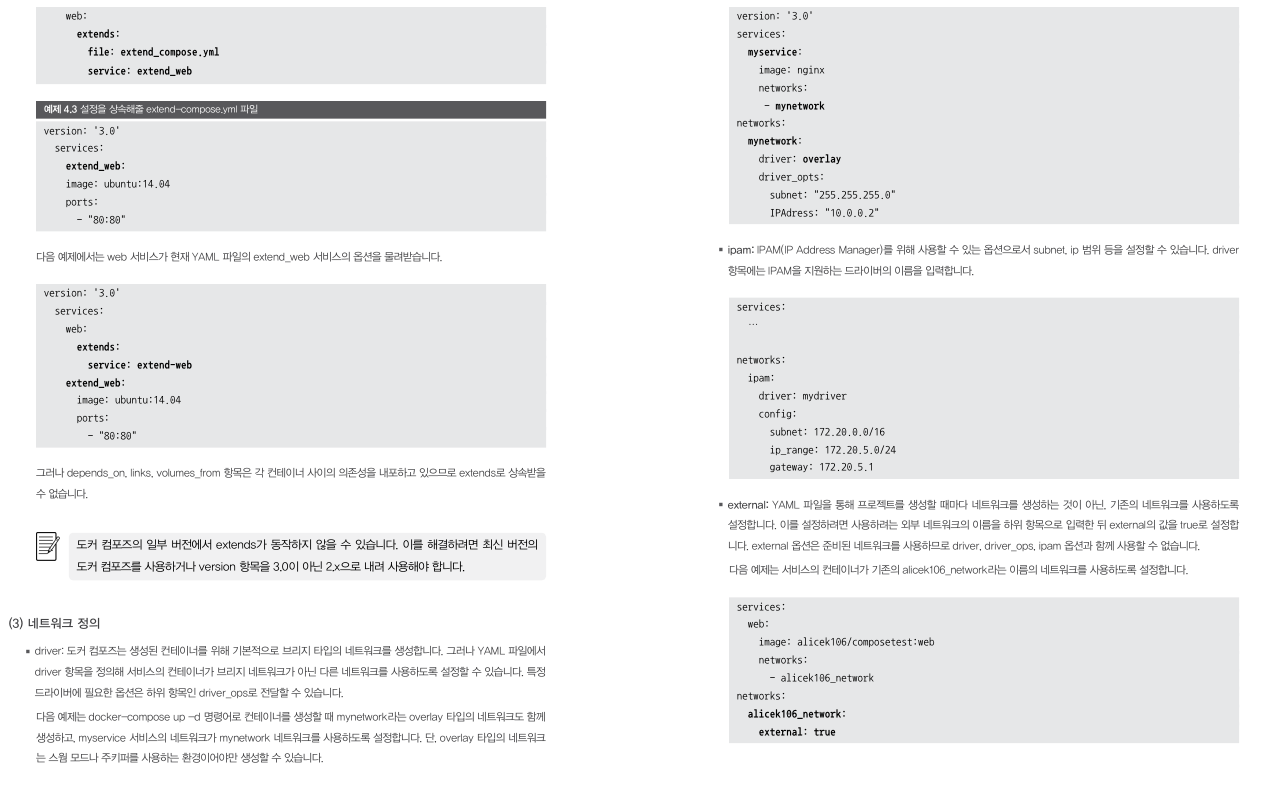 web:
extends:
file: extend_compose.yml
service: extend_web
예제 4.3 설정을 상속해줄 extend-compose.yml 파일
version: '3.0'
services:
extend_web:
image: ubuntu:14.04
ports:
- "80:80"
다음 예제에서는 web 서비스가 현재 YAML 파일의 extend_web 서비스의 옵션을 물려받습니다.
version: '3.0'
services:
web:
extends:
service: extend-web
extend_web:
image: ubuntu:14.04
ports:
- "80:80"
그러나 depends_on, links, volumes_from 항목은 각 컨테이너 사이의 의존성을 내포하고 있으므로 extends로 상속받을
수 없습니다.
도커 컴포즈의 일부 버전에서 extends가 동작하지 않을 수 있습니다. 이를 해결하려면 최신 버전의
도커 컴포즈를 사용하거나 version 항목을 3.0이 아닌 2.x으로 내려 사용해야 합니다.
(3) 네트워크 정의
▪ driver: 도커 컴포즈는 생성된 컨테이너를 위해 기본적으로 브리지 타입의 네트워크를 생성합니다. 그러나 YAML 파일에서
driver 항목을 정의해 서비스의 컨테이너가 브리지 네트워크가 아닌 다른 네트워크를 사용하도록 설정할 수 있습니다. 특정
드라이버에 필요한 옵션은 하위 항목인 driver_ops로 전달할 수 있습니다.
다음 예제는 docker-compose up -d 명령어로 컨테이너를 생성할 때 mynetwork라는 overlay 타입의 네트워크도 함께
생성하고, myservice 서비스의 네트워크가 mynetwork 네트워크를 사용하도록 설정합니다. 단, overlay 타입의 네트워크
는 스웜 모드나 주키퍼를 사용하는 환경이어야만 생성할 수 있습니다.
version: '3.0'
services:
myservice:
image: nginx
networks:
- mynetwork
networks:
mynetwork:
driver: overlay
driver_opts:
subnet: "255.255.255.0"
IPAdress: "10.0.0.2"
▪ ipam: IPAM(IP Address Manager)를 위해 사용할 수 있는 옵션으로서 subnet, ip 범위 등을 설정할 수 있습니다. driver
항목에는 IPAM을 지원하는 드라이버의 이름을 입력합니다.
services:
…
networks:
ipam:
driver: mydriver
config:
subnet: 172.20.0.0/16
ip_range: 172.20.5.0/24
gateway: 172.20.5.1
▪ external: YAML 파일을 통해 프로젝트를 생성할 때마다 네트워크를 생성하는 것이 아닌, 기존의 네트워크를 사용하도록
설정합니다. 이를 설정하려면 사용하려는 외부 네트워크의 이름을 하위 항목으로 입력한 뒤 external의 값을 true로 설정합
니다. external 옵션은 준비된 네트워크를 사용하므로 driver, driver_ops, ipam 옵션과 함께 사용할 수 없습니다.
다음 예제는 서비스의 컨테이너가 기존의 alicek106_network라는 이름의 네트워크를 사용하도록 설정합니다.
services:
web:
image: alicek106/composetest:web
networks:
- alicek106_network
networks:
alicek106_network:
external: true